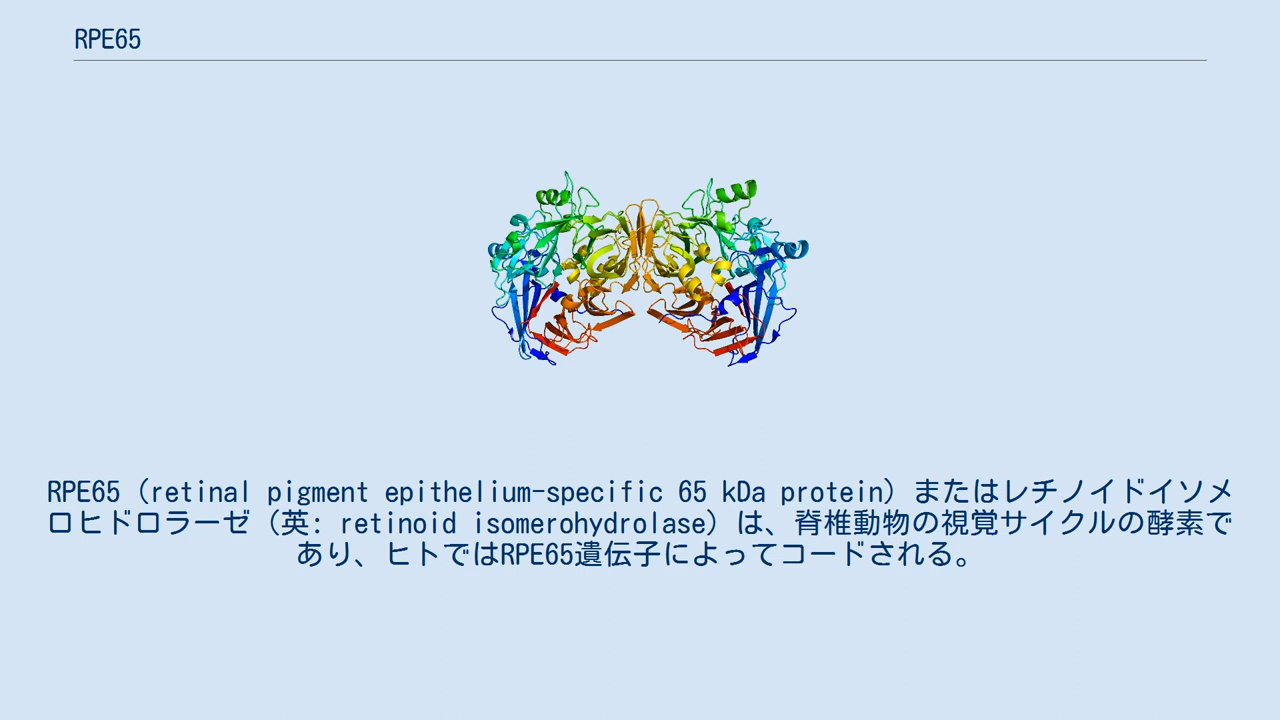 RPE65
RPE65（retinal pigment epithelium-specific 65 kDa protein）またはレチノイドイソメ
ロヒドロラーゼ（英: retinoid isomerohydrolase）は、脊椎動物の視覚サイクルの酵素で
あり、ヒトではRPE65遺伝子によってコードされる。